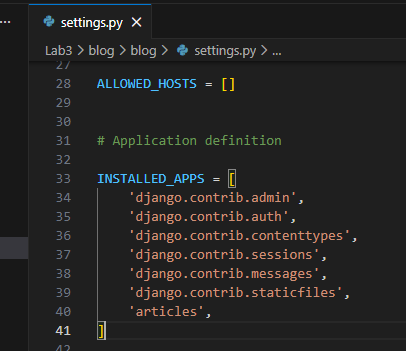 ... settings.py ×
Lab3 > blog > blog > settings.py > ...
27
28 ALLOWED_HOSTS = []
29
30
31 # Application definition
32
33 INSTALLED_APPS = [
34     'django.contrib.admin',
35     'django.contrib.auth',
36     'django.contrib.contenttypes',
37     'django.contrib.sessions',
38     'django.contrib.messages',
39     'django.contrib.staticfiles',
40     'articles',
41 ]
42